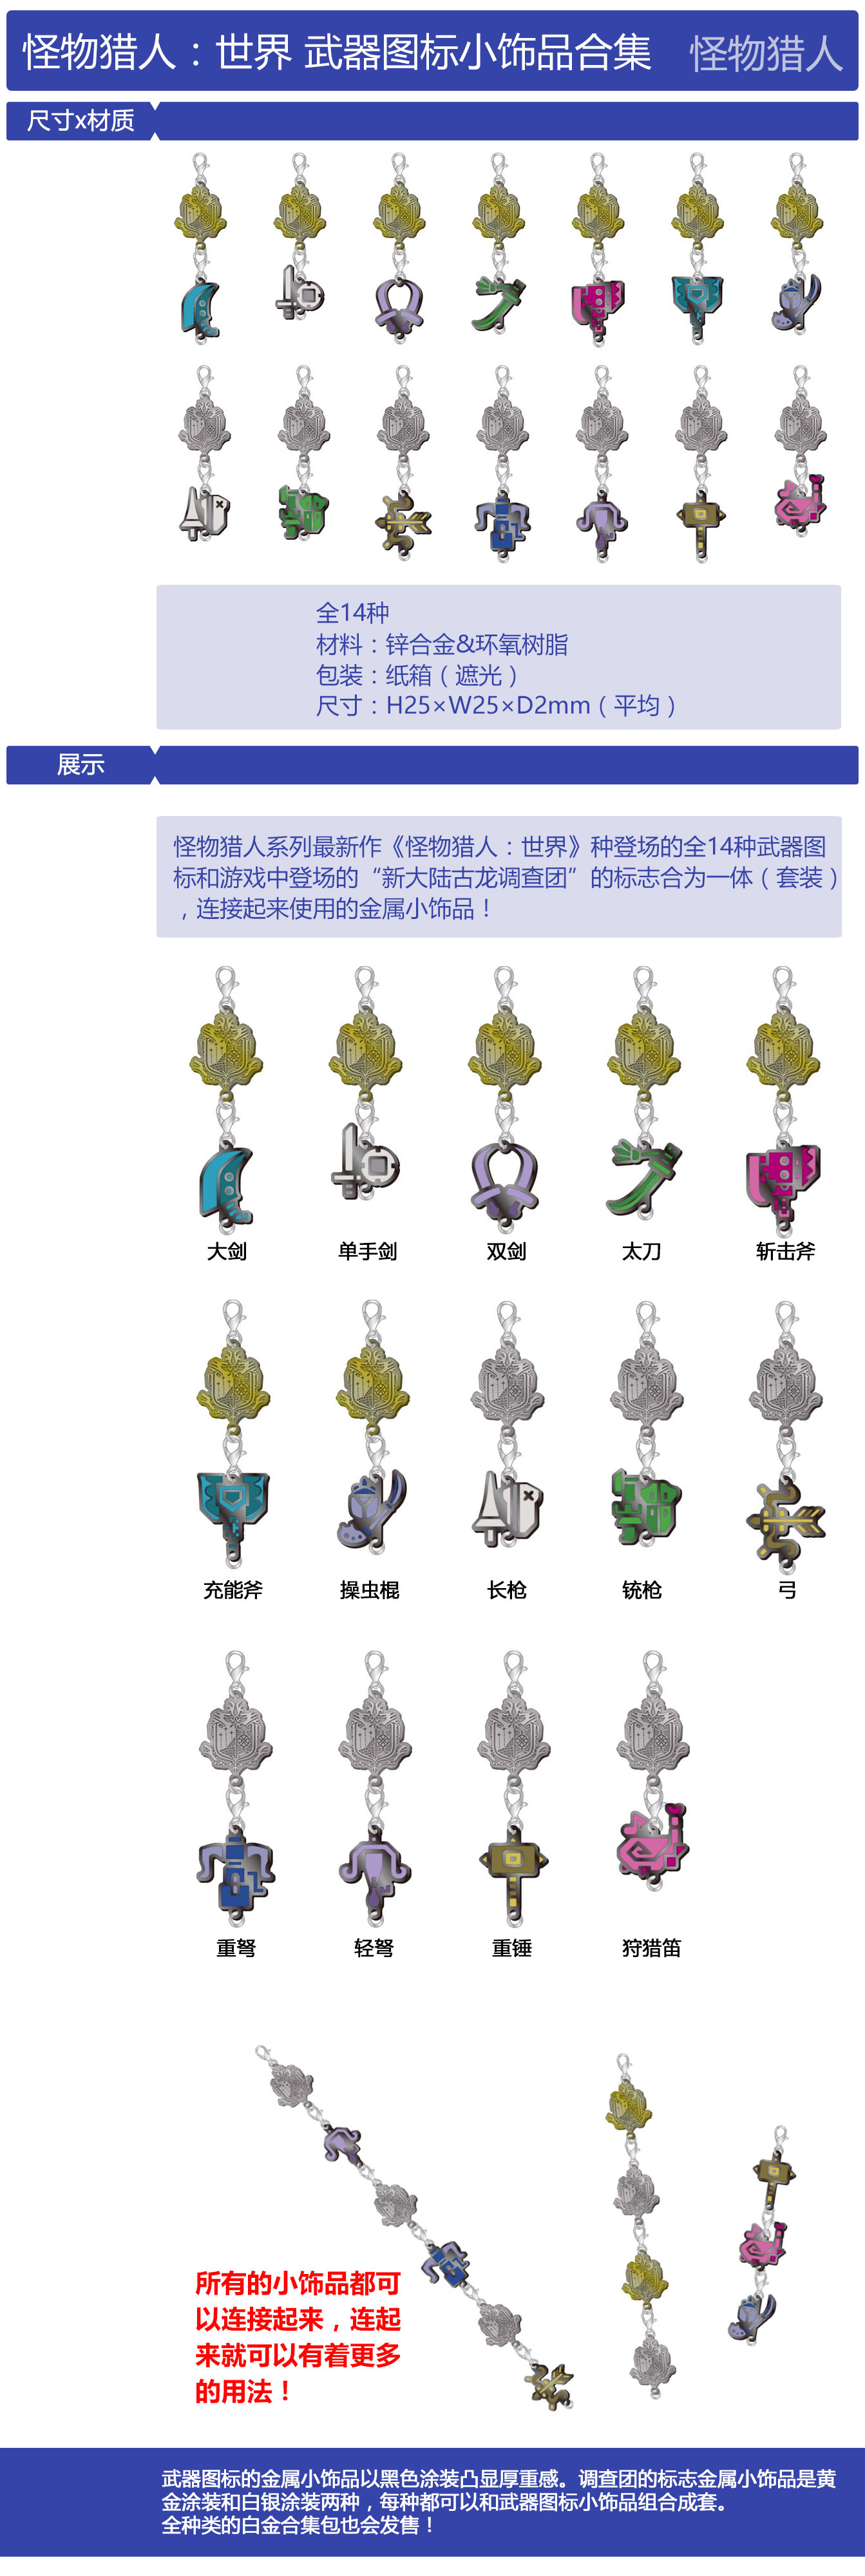 怪物猎人：世界 武器图标小饰品合集 怪物猎人
尺寸x材质
全14种
材料：锌合金&环氧树脂
包装：纸箱（遮光）
尺寸：H25×W25×D2mm（平均）
展示
怪物猎人系列最新作《怪物猎人：世界》种登场的全14种武器图
标和游戏中登场的“新大陆古龙调查团”的标志合为一体（套装）
，连接起来使用的金属小饰品！
大剑 单手剑 双剑 太刀 斩击斧
充能斧 操虫棍 长枪 铳枪 弓
重弩 轻弩 重锤 狩猎笛
所有的小饰品都可
以连接起来，连起
来就可以有着更多
的用法！
武器图标的金属小饰品以黑色涂装凸显厚重感。调查团的标志金属小饰品是黄
金涂装和白银涂装两种，每种都可以和武器图标小饰品组合成套。
全种类的白金合集包也会发售！